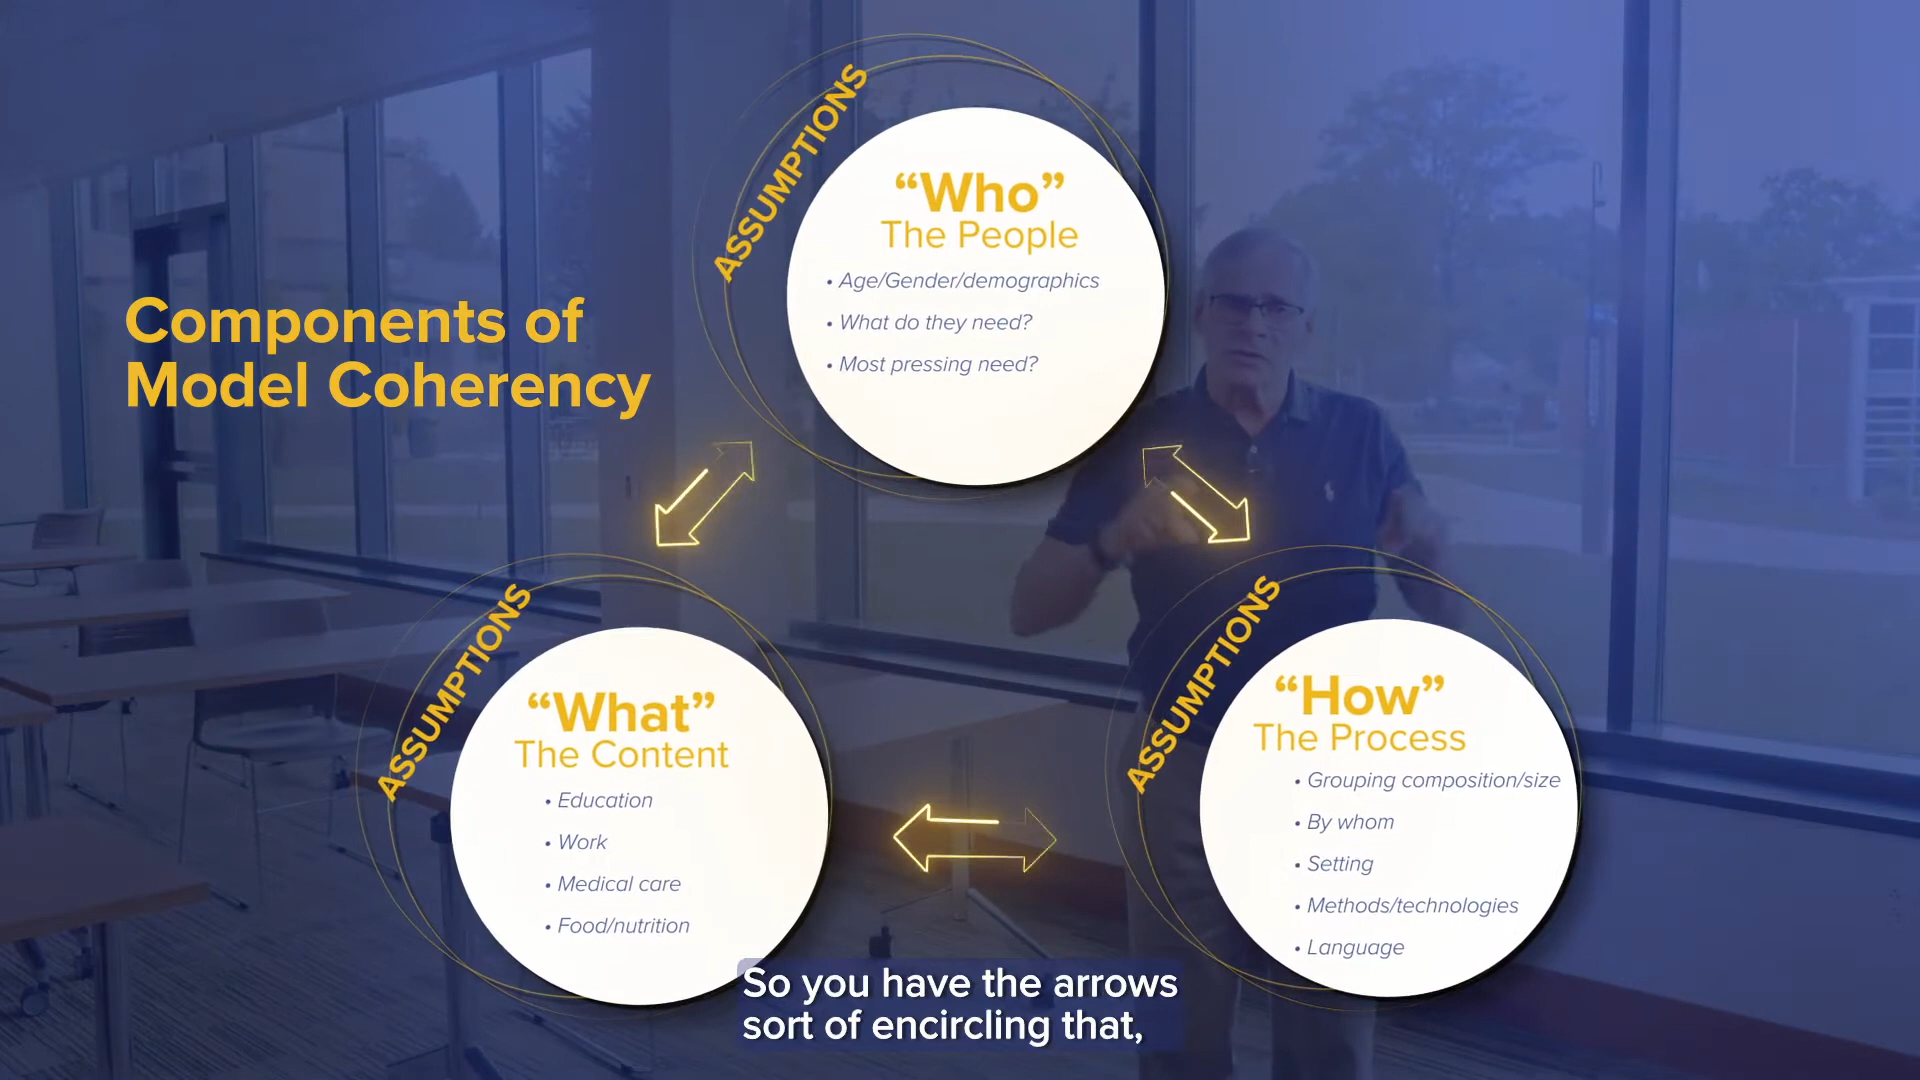 Components of
Model Coherency
ASSUMPTIONS
“Who”
The People
• Age/Gender/demographics
• What do they need?
• Most pressing need?
ASSUMPTIONS
“What”
The Content
• Education
• Work
• Medical care
• Food/nutrition
ASSUMPTIONS
“How”
The Process
• Grouping composition/size
• By whom
• Setting
• Methods/technologies
• Language
So you have the arrows
sort of encircling that,